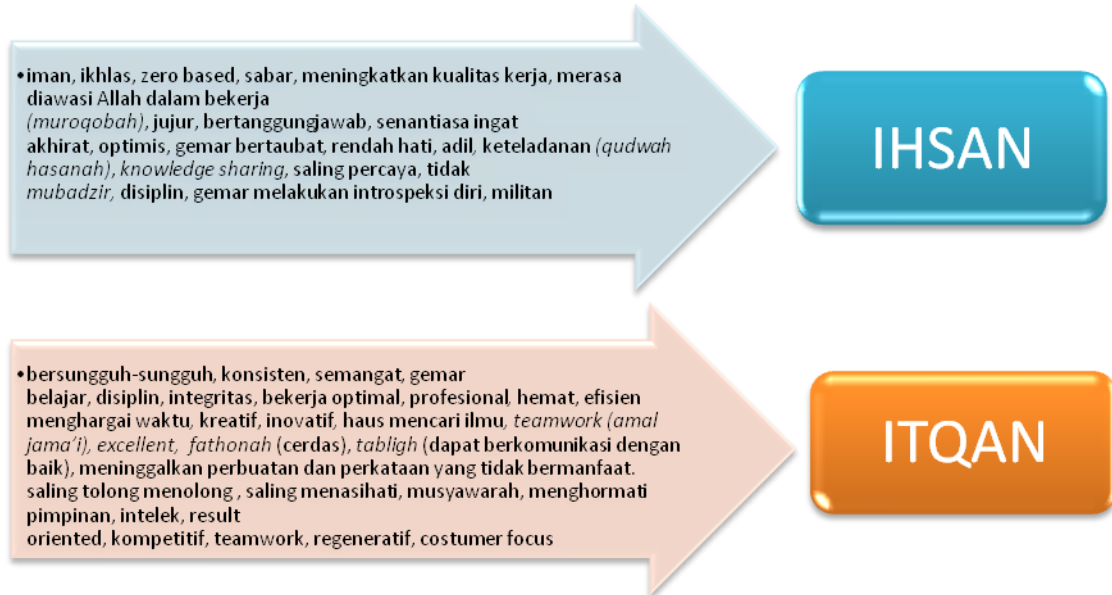 •iman, ikhlas, zero based, sabar, meningkatkan kualitas kerja, merasa
diawasi Allah dalam bekerja
(muroqobah), jujur, bertanggungjawab, senantiasa ingat
akhirat, optimis, gemar bertaubat, rendah hati, adil, keteladanan (qudwah
hasanah), knowledge sharing, saling percaya, tidak
mubadzir, disiplin, gemar melakukan introspeksi diri, militan
IHSAN
•bersungguh-sungguh, konsisten, semangat, gemar
belajar, disiplin, integritas, bekerja optimal, profesional, hemat, efisien
menghargai waktu, kreatif, inovatif, haus mencari ilmu, teamwork (amal
jama’i), excellent, fathonah (cerdas), tabligh (dapat berkomunikasi dengan
baik), meninggalkan perbuatan dan perkataan yang tidak bermanfaat.
saling tolong menolong , saling menasihati, musyawarah, menghormati
pimpinan, intelek, result
oriented, kompetitif, teamwork, regeneratif, costumer focus
ITQAN